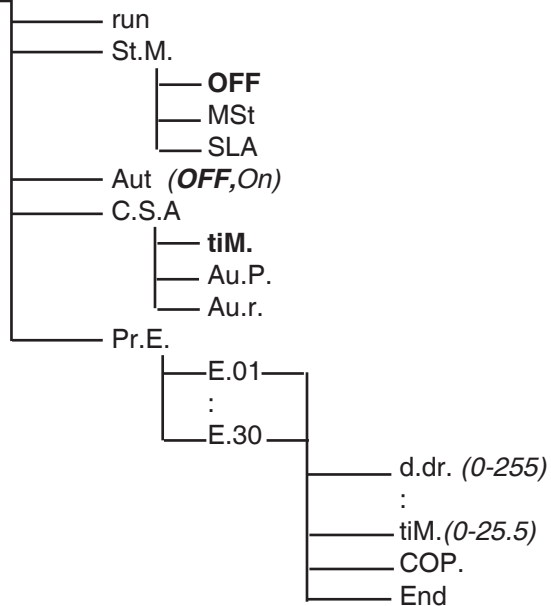 run
St.M.
OFF
MSt
SLA
Aut (OFF,On)
C.S.A
tiM.
Au.P.
Au.r.
Pr.E.
E.01
:
E.30
d.dr. (0-255)
:
tiM.(0-25.5)
COP.
End